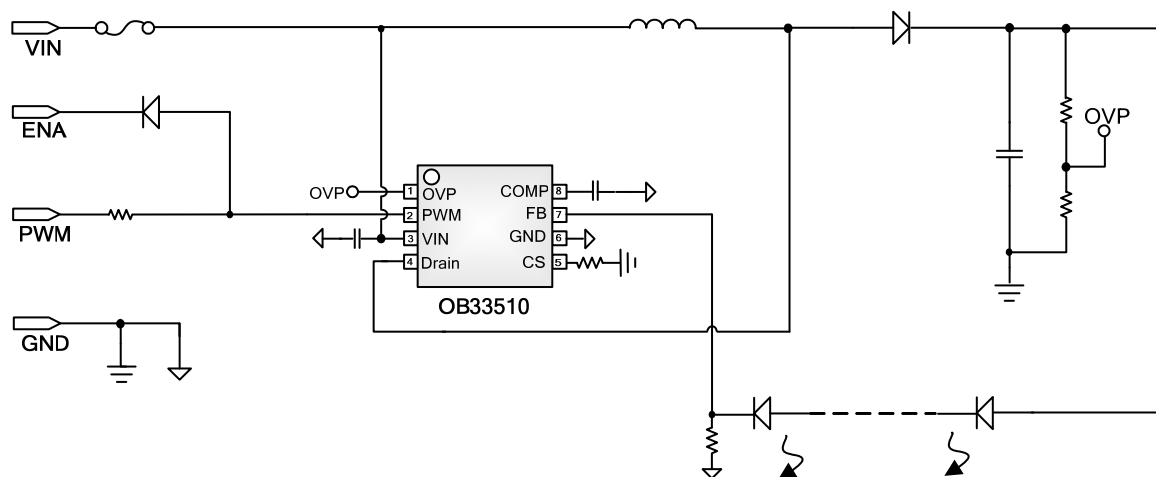 VIN
ENA
OVP
OVP
1 OVP
COMP 8
PWM
2 PWM
FB 7
3 VIN
GND 6
4 Drain
CS 5
OB33510
GND